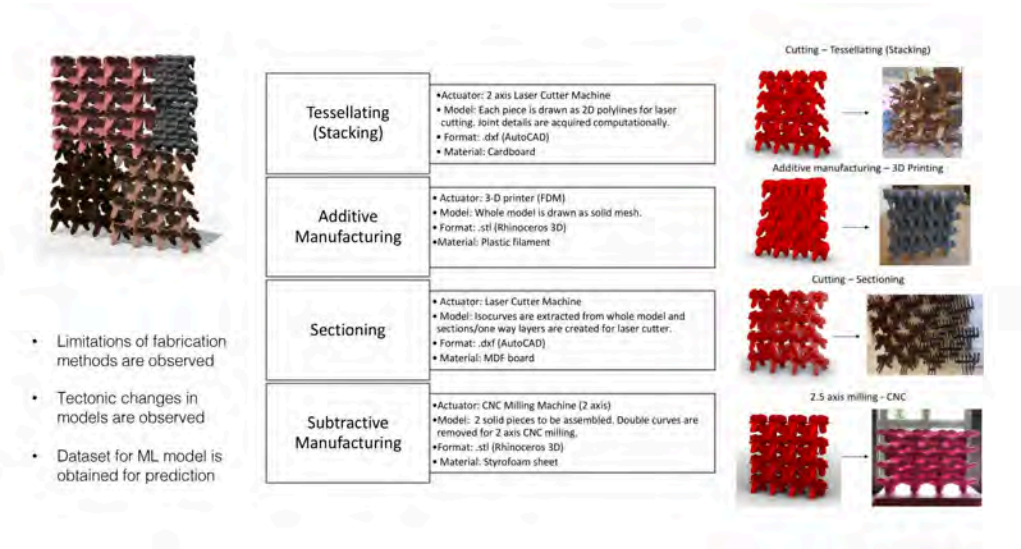 Tessellating
(Stacking)
•Actuator: 2 axis Laser Cutter Machine
• Model: Each piece is drawn as 2D polylines for laser
cutting. Joint details are acquired computationally.
• Format: .dxf (AutoCAD)
• Material: Cardboard
Additive
Manufacturing
• Actuator: 3-D printer (FDM)
• Model: Whole model is drawn as solid mesh.
• Format: .stl (Rhinoceros 3D)
•Material: Plastic filament
Sectioning
• Actuator: Laser Cutter Machine
• Model: Isocurves are extracted from whole model and
sections/one way layers are created for laser cutter.
• Format: .dxf (AutoCAD)
• Material: MDF board
Subtractive
Manufacturing
•Actuator: CNC Milling Machine (2 axis)
•Model: 2 solid pieces to be assembled. Double curves are
removed for 2 axis CNC milling.
•Format: .stl (Rhinoceros 3D)
• Material: Styrofoam sheet
Cutting – Tessellating (Stacking)
Additive manufacturing – 3D Printing
Cutting – Sectioning
2.5 axis milling - CNC
• Limitations of fabrication
methods are observed
• Tectonic changes in
models are observed
• Dataset for ML model is
obtained for prediction